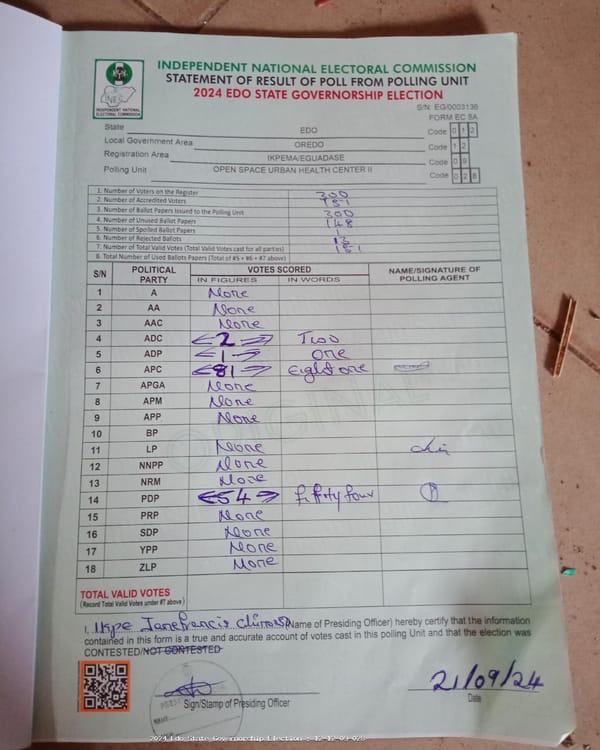 INDEPENDENT NATIONAL ELECTORAL COMMISSION
STATEMENT OF RESULT OF POLL FROM POLLING UNIT
2024 EDO STATE GOVERNORSHIP ELECTION
INDEPENDENT NATIONAL ELECTORAL COMMISSION
S/N: EG/0003136
FORM EC 8A
State EDO Code 0 1 2
Local Government Area OREDO Code 1 2
Registration Area IKPEMA/EGUADASE Code 0 9
Polling Unit OPEN SPACE URBAN HEALTH CENTER II Code 0 2 8
1. Number of Voters on the Register 300
2. Number of Accredited Voters 151
3. Number of Ballot Papers Issued to the Polling Unit 300
4. Number of Unused Ballot Papers 148
5. Number of Spoiled Ballot Papers 1
6. Number of Rejected Ballots 13
7. Number of Total Valid Votes (Total Valid Votes cast for all parties) 151
8. Total Number of Used Ballots Papers (Total of #5 + #6 + #7 above)
S/N POLITICAL PARTY VOTES SCORED NAME/SIGNATURE OF POLLING AGENT
IN FIGURES IN WORDS
1 A None
2 AA None
3 AAC None
4 ADC 2 Two
5 ADP 1 one
6 APC 81 Eight one
7 APGA None
8 APM None
9 APP None
10 BP
11 LP None
12 NNPP None
13 NRM None
14 PDP 54 fifty four
15 PRP None
16 SDP None
17 YPP None
18 ZLP None
TOTAL VALID VOTES
(Record Total Valid Votes under #7 above)
I, Ikpe Janefrancis (Name of Presiding Officer) hereby certify that the information
contained in this form is a true and accurate account of votes cast in this polling Unit and that the election was
CONTESTED/NOT CONTESTED
21/09/24
Sign/Stamp of Presiding Officer Date
2024 Edo State Governorship Election - 12-12-09-028